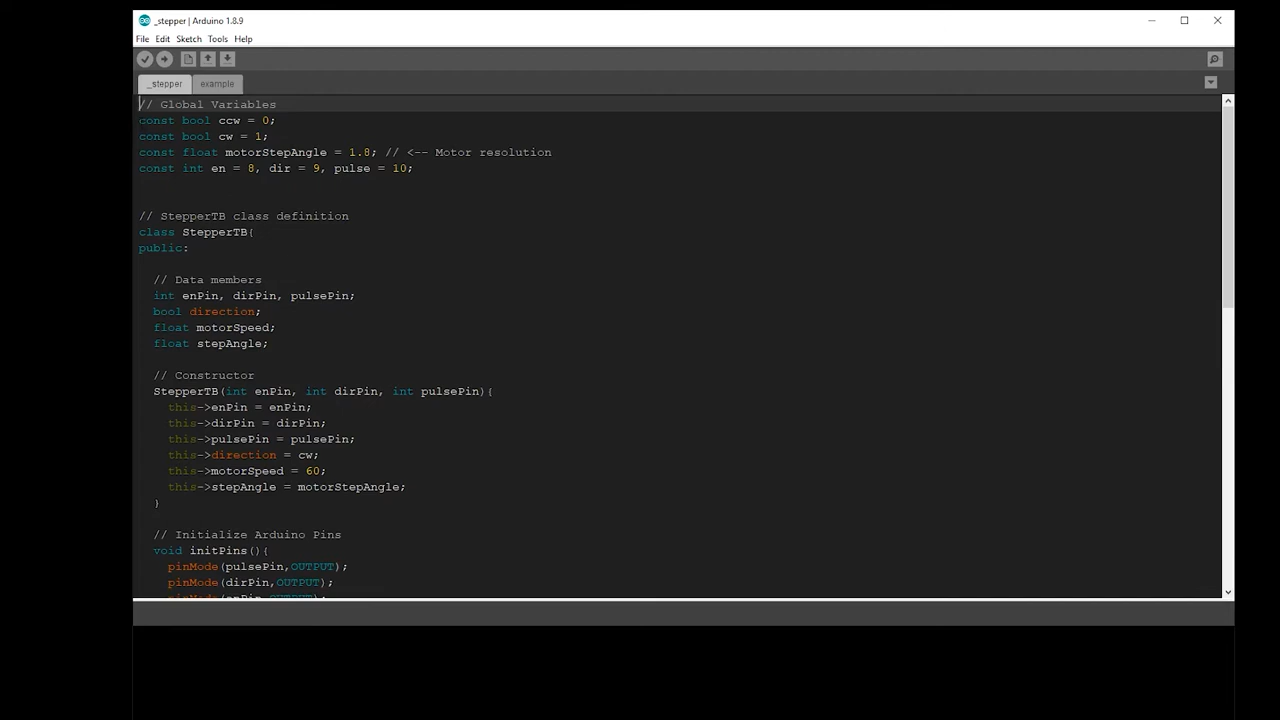 _stepper | Arduino 1.8.9
File Edit Sketch Tools Help
_stepper example
// Global Variables
const bool ccw = 0;
const bool cw = 1;
const float motorStepAngle = 1.8; // <-- Motor resolution
const int en = 8, dir = 9, pulse = 10;
// StepperTB class definition
class StepperTB{
public:
// Data members
int enPin, dirPin, pulsePin;
bool direction;
float motorSpeed;
float stepAngle;
// Constructor
StepperTB(int enPin, int dirPin, int pulsePin){
this->enPin = enPin;
this->dirPin = dirPin;
this->pulsePin = pulsePin;
this->direction = cw;
this->motorSpeed = 60;
this->stepAngle = motorStepAngle;
}
// Initialize Arduino Pins
void initPins(){
pinMode(pulsePin,OUTPUT);
pinMode(dirPin,OUTPUT);
pinMode(enPin,OUTPUT);